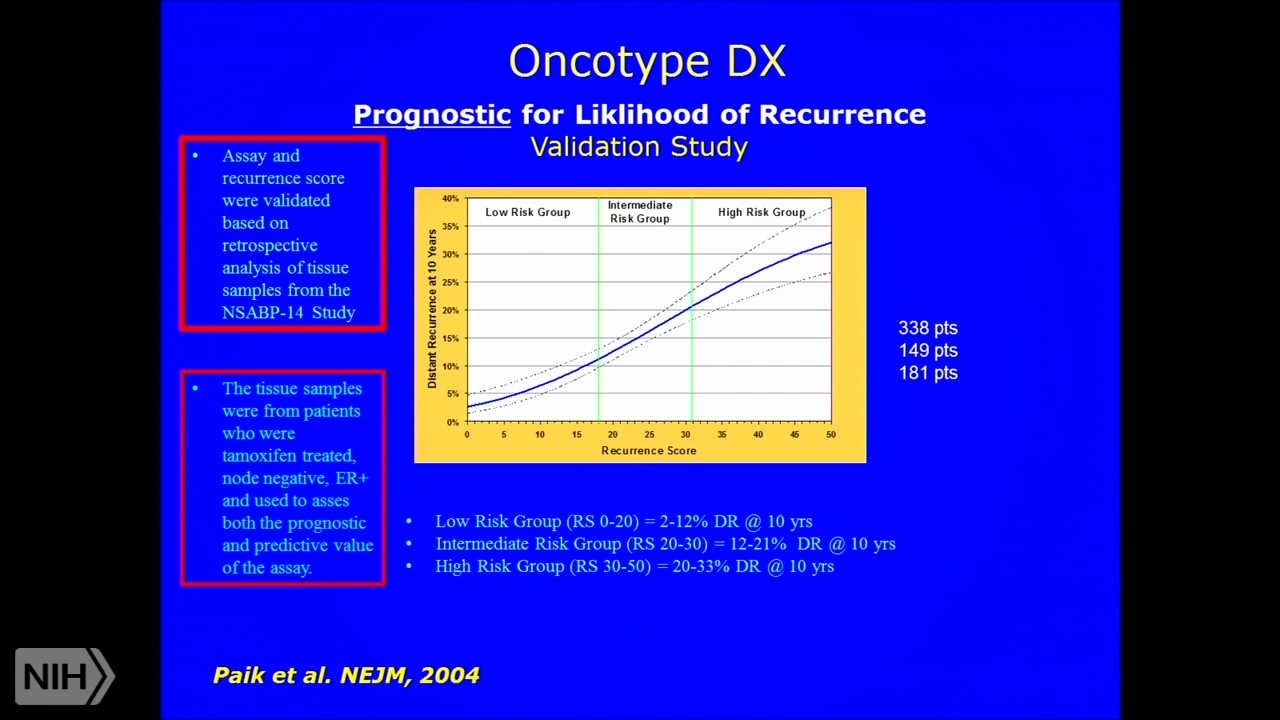 Oncotype DX
Prognostic for Liklihood of Recurrence
Validation Study
• Assay and
recurrence score
were validated
based on
retrospective
analysis of tissue
samples from the
NSABP-14 Study
• The tissue samples
were from patients
who were
tamoxifen treated,
node negative, ER+
and used to asses
both the prognostic
and predictive value
of the assay.
Low Risk Group
Intermediate
Risk Group
High Risk Group
Distant Recurrence at 10 Years
40%
35%
30%
25%
20%
15%
10%
5%
0%
0 5 10 15 20 25 30 35 40 45 50
Recurrence Score
338 pts
149 pts
181 pts
• Low Risk Group (RS 0-20) = 2-12% DR @ 10 yrs
• Intermediate Risk Group (RS 20-30) = 12-21% DR @ 10 yrs
• High Risk Group (RS 30-50) = 20-33% DR @ 10 yrs
Paik et al. NEJM, 2004
NIH